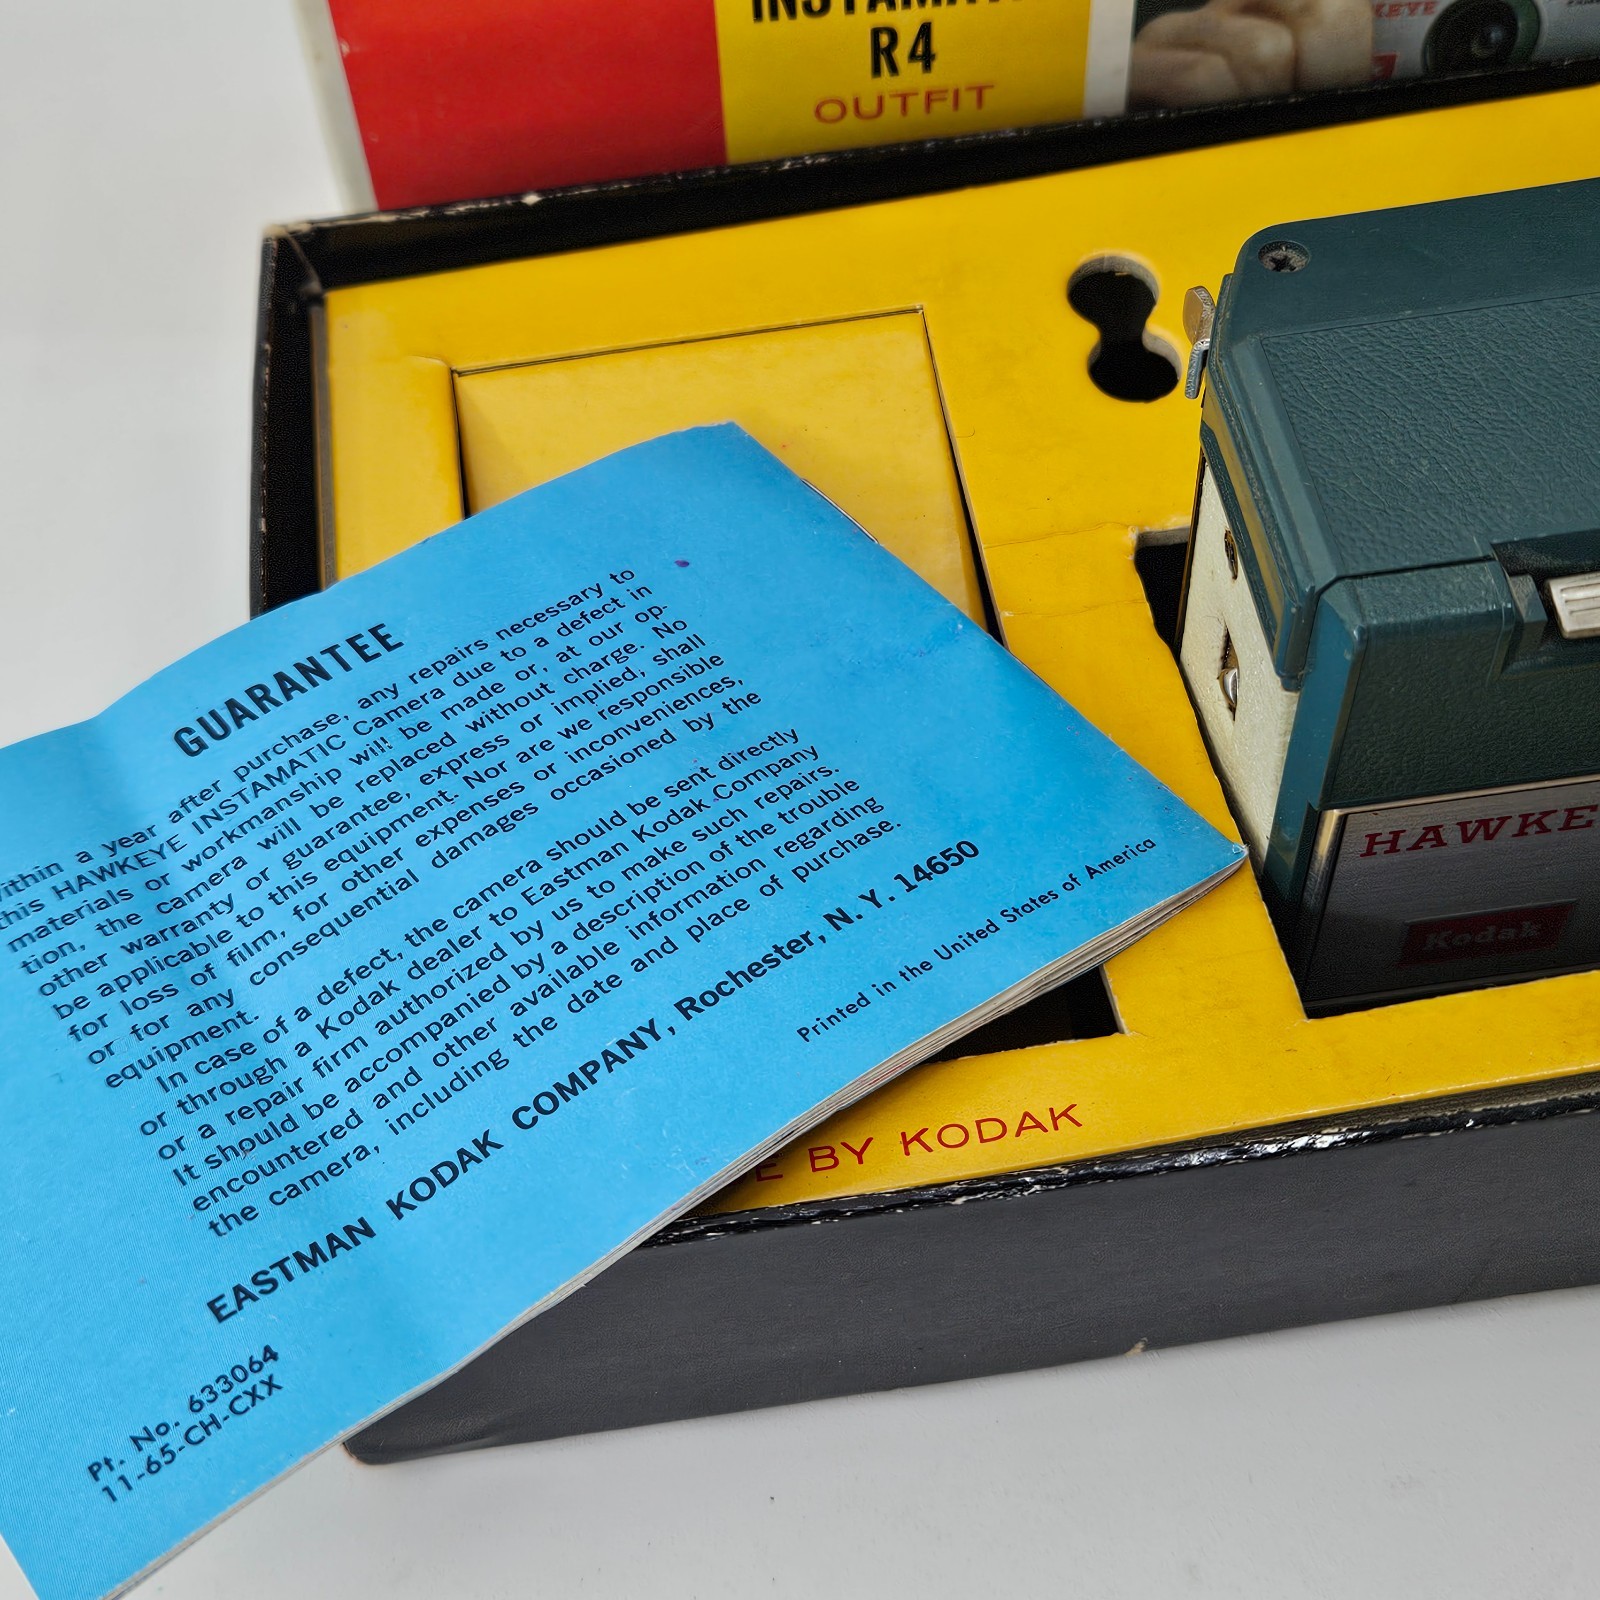 R4
OUTFIT
GUARANTEE
Within a year after purchase, any repairs necessary to
this HAWKEYE INSTAMATIC Camera due to a defect in
materials or workmanship will be made or, at our op-
tion, the camera will be replaced without charge. No
other warranty or guarantee, express or implied, shall
be applicable to this equipment. Nor are we responsible
for loss of film, for other expenses or inconveniences,
or for any consequential damages occasioned by the
equipment.
In case of a defect, the camera should be sent directly
or through a Kodak dealer to Eastman Kodak Company
or a repair firm authorized by us to make such repairs.
It should be accompanied by a description of the trouble
encountered and other available information regarding
the camera, including the date and place of purchase.
EASTMAN KODAK COMPANY, Rochester, N. Y. 14650
Printed in the United States of America
Pt. No. 633064
11-65-CH-CXX
HAWKE
Kodak
BY KODAK